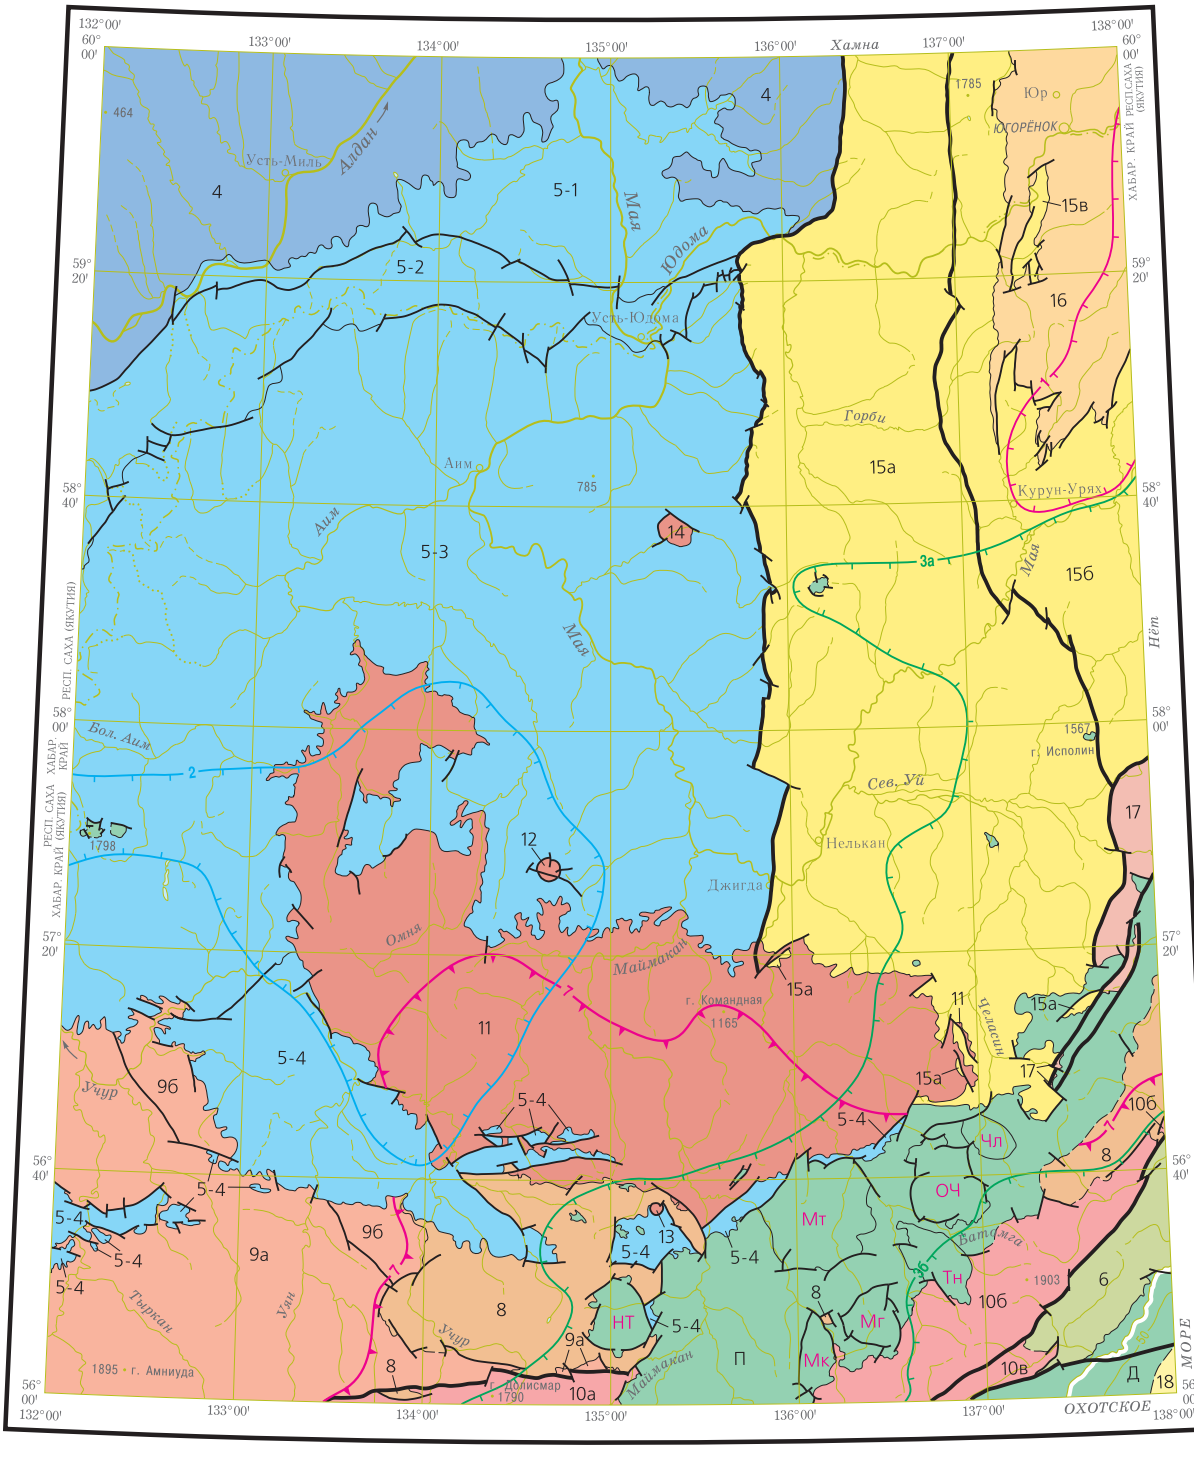 132°00'
60°
00'
133°00'
134°00'
135°00'
136°00'
Хамна
137°00'
138°00'
60°
00'
РЕСП.САХА
(ЯКУТИЯ)
ХАБАР. КРАЙ
464
Усть-Миль
Алдан
4
4
5-1
Мая
Юдома
1785
Юр
ЮГОРЁНОК
15в
16
59°
20'
59°
20'
5-2
Усть-Юдома
1
Горби
15а
Аим
785
Аим
5-3
14
Курун-Урях
58°
40'
58°
40'
3а
Мая
15б
Нёт
Мая
РЕСП. САХА (ЯКУТИЯ)
ХАБАР.
КРАЙ
58°
00'
58°
00'
Бол. Аим
2
1567
г. Исполин
Сев. Уй
17
РЕСП. САХА
(ЯКУТИЯ)
ХАБАР. КРАЙ
1798
12
Нелькан
Джигда
57°
20'
57°
20'
Омня
Маймакан
15а
г. Командная
1165
7
11
11
Челасин
15а
17
15а
5-4
9б
Учур
5-4
5-4
10б
7
8
Чл
56°
40'
56°
40'
5-4
ОЧ
Мт
5-4
5-4
5-4
9а
9б
13
5-4
5-4
Батомга
3б
Тн
1903
10б
6
7
8
Тыркан
Уян
Учур
НТ
5-4
8
Мг
9а
Мк
П
Маймакан
10в
Д
18
50
МОРЕ
1895
г. Амниуда
8
г. Долисмар
1790
10а
56°
00'
56°
00'
132°00'
133°00'
134°00'
135°00'
136°00'
137°00'
ОХОТСКОЕ
138°00'